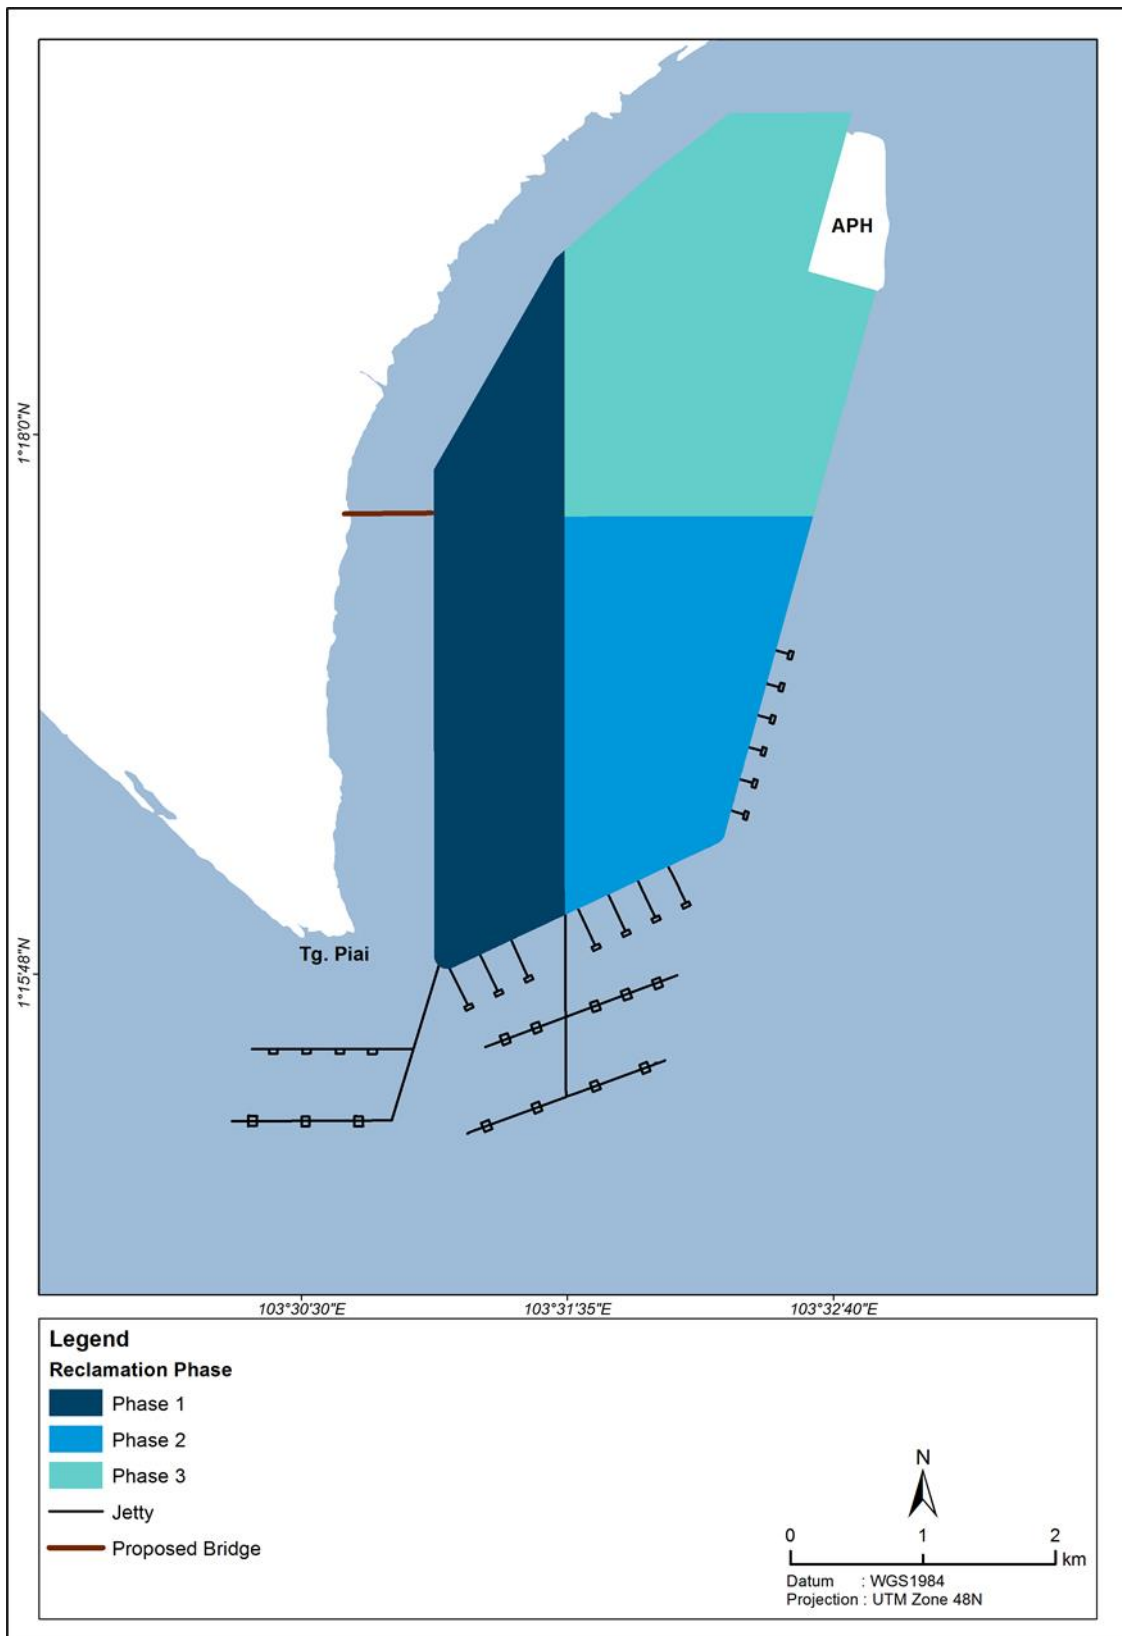 APH
1°18'0"N
Tg. Piai
1°15'48"N
103°30'30"E
103°31'35"E
103°32'40"E
Legend
Reclamation Phase
Phase 1
Phase 2
Phase 3
Jetty
Proposed Bridge
N
0 1 2
km
Datum : WGS1984
Projection : UTM Zone 48N